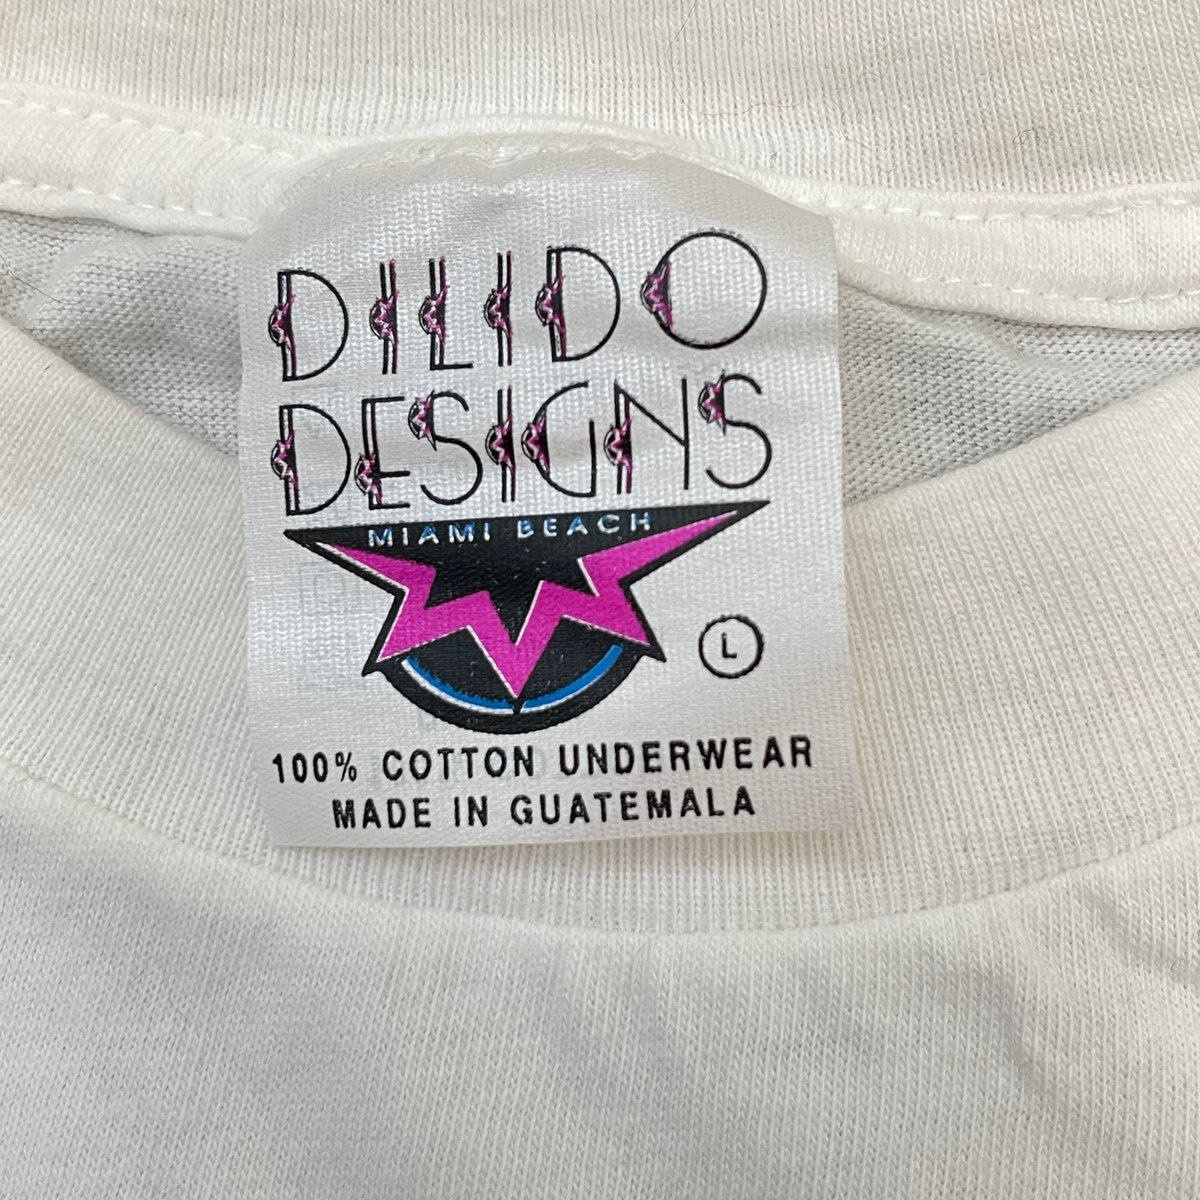 DILIDO
DESIGNS
MIAMI BEACH
L
100% COTTON UNDERWEAR
MADE IN GUATEMALA